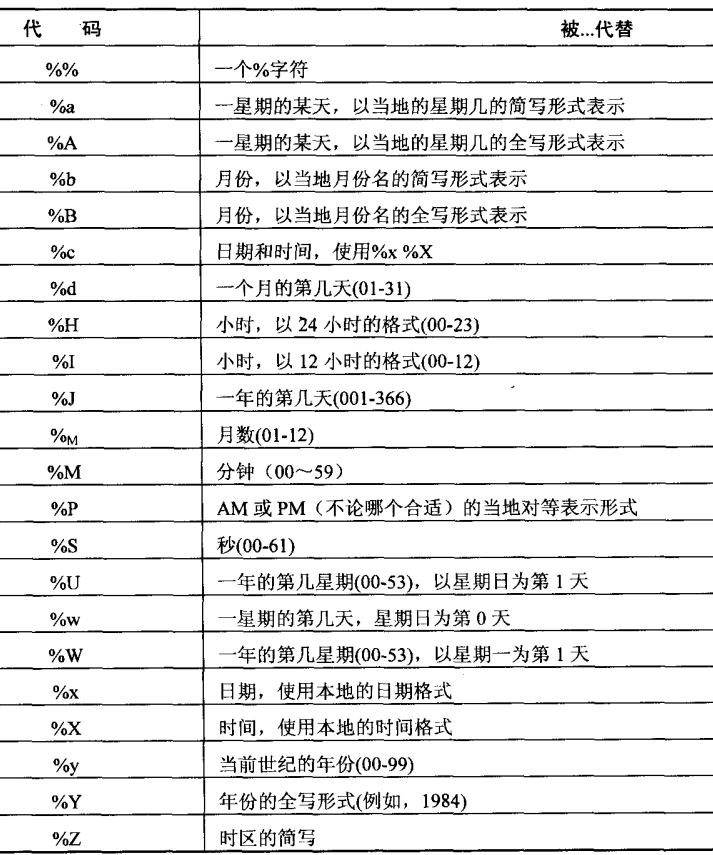 代 码 被...代替
%% 一个%字符
%a 一星期的某天，以当地的星期几的简写形式表示
%A 一星期的某天，以当地的星期几的全写形式表示
%b 月份，以当地月份名的简写形式表示
%B 月份，以当地月份名的全写形式表示
%c 日期和时间，使用%x %X
%d 一个月的第几天(01-31)
%H 小时，以 24 小时的格式(00-23)
%I 小时，以 12 小时的格式(00-12)
%J 一年的第几天(001-366)
%M 月数(01-12)
%M 分钟（00～59）
%P AM 或 PM（不论哪个合适）的当地对等表示形式
%S 秒(00-61)
%U 一年的第几星期(00-53)，以星期日为第 1 天
%w 一星期的第几天，星期日为第 0 天
%W 一年的第几星期(00-53)，以星期一为第 1 天
%x 日期，使用本地的日期格式
%X 时间，使用本地的时间格式
%y 当前世纪的年份(00-99)
%Y 年份的全写形式(例如，1984)
%Z 时区的简写